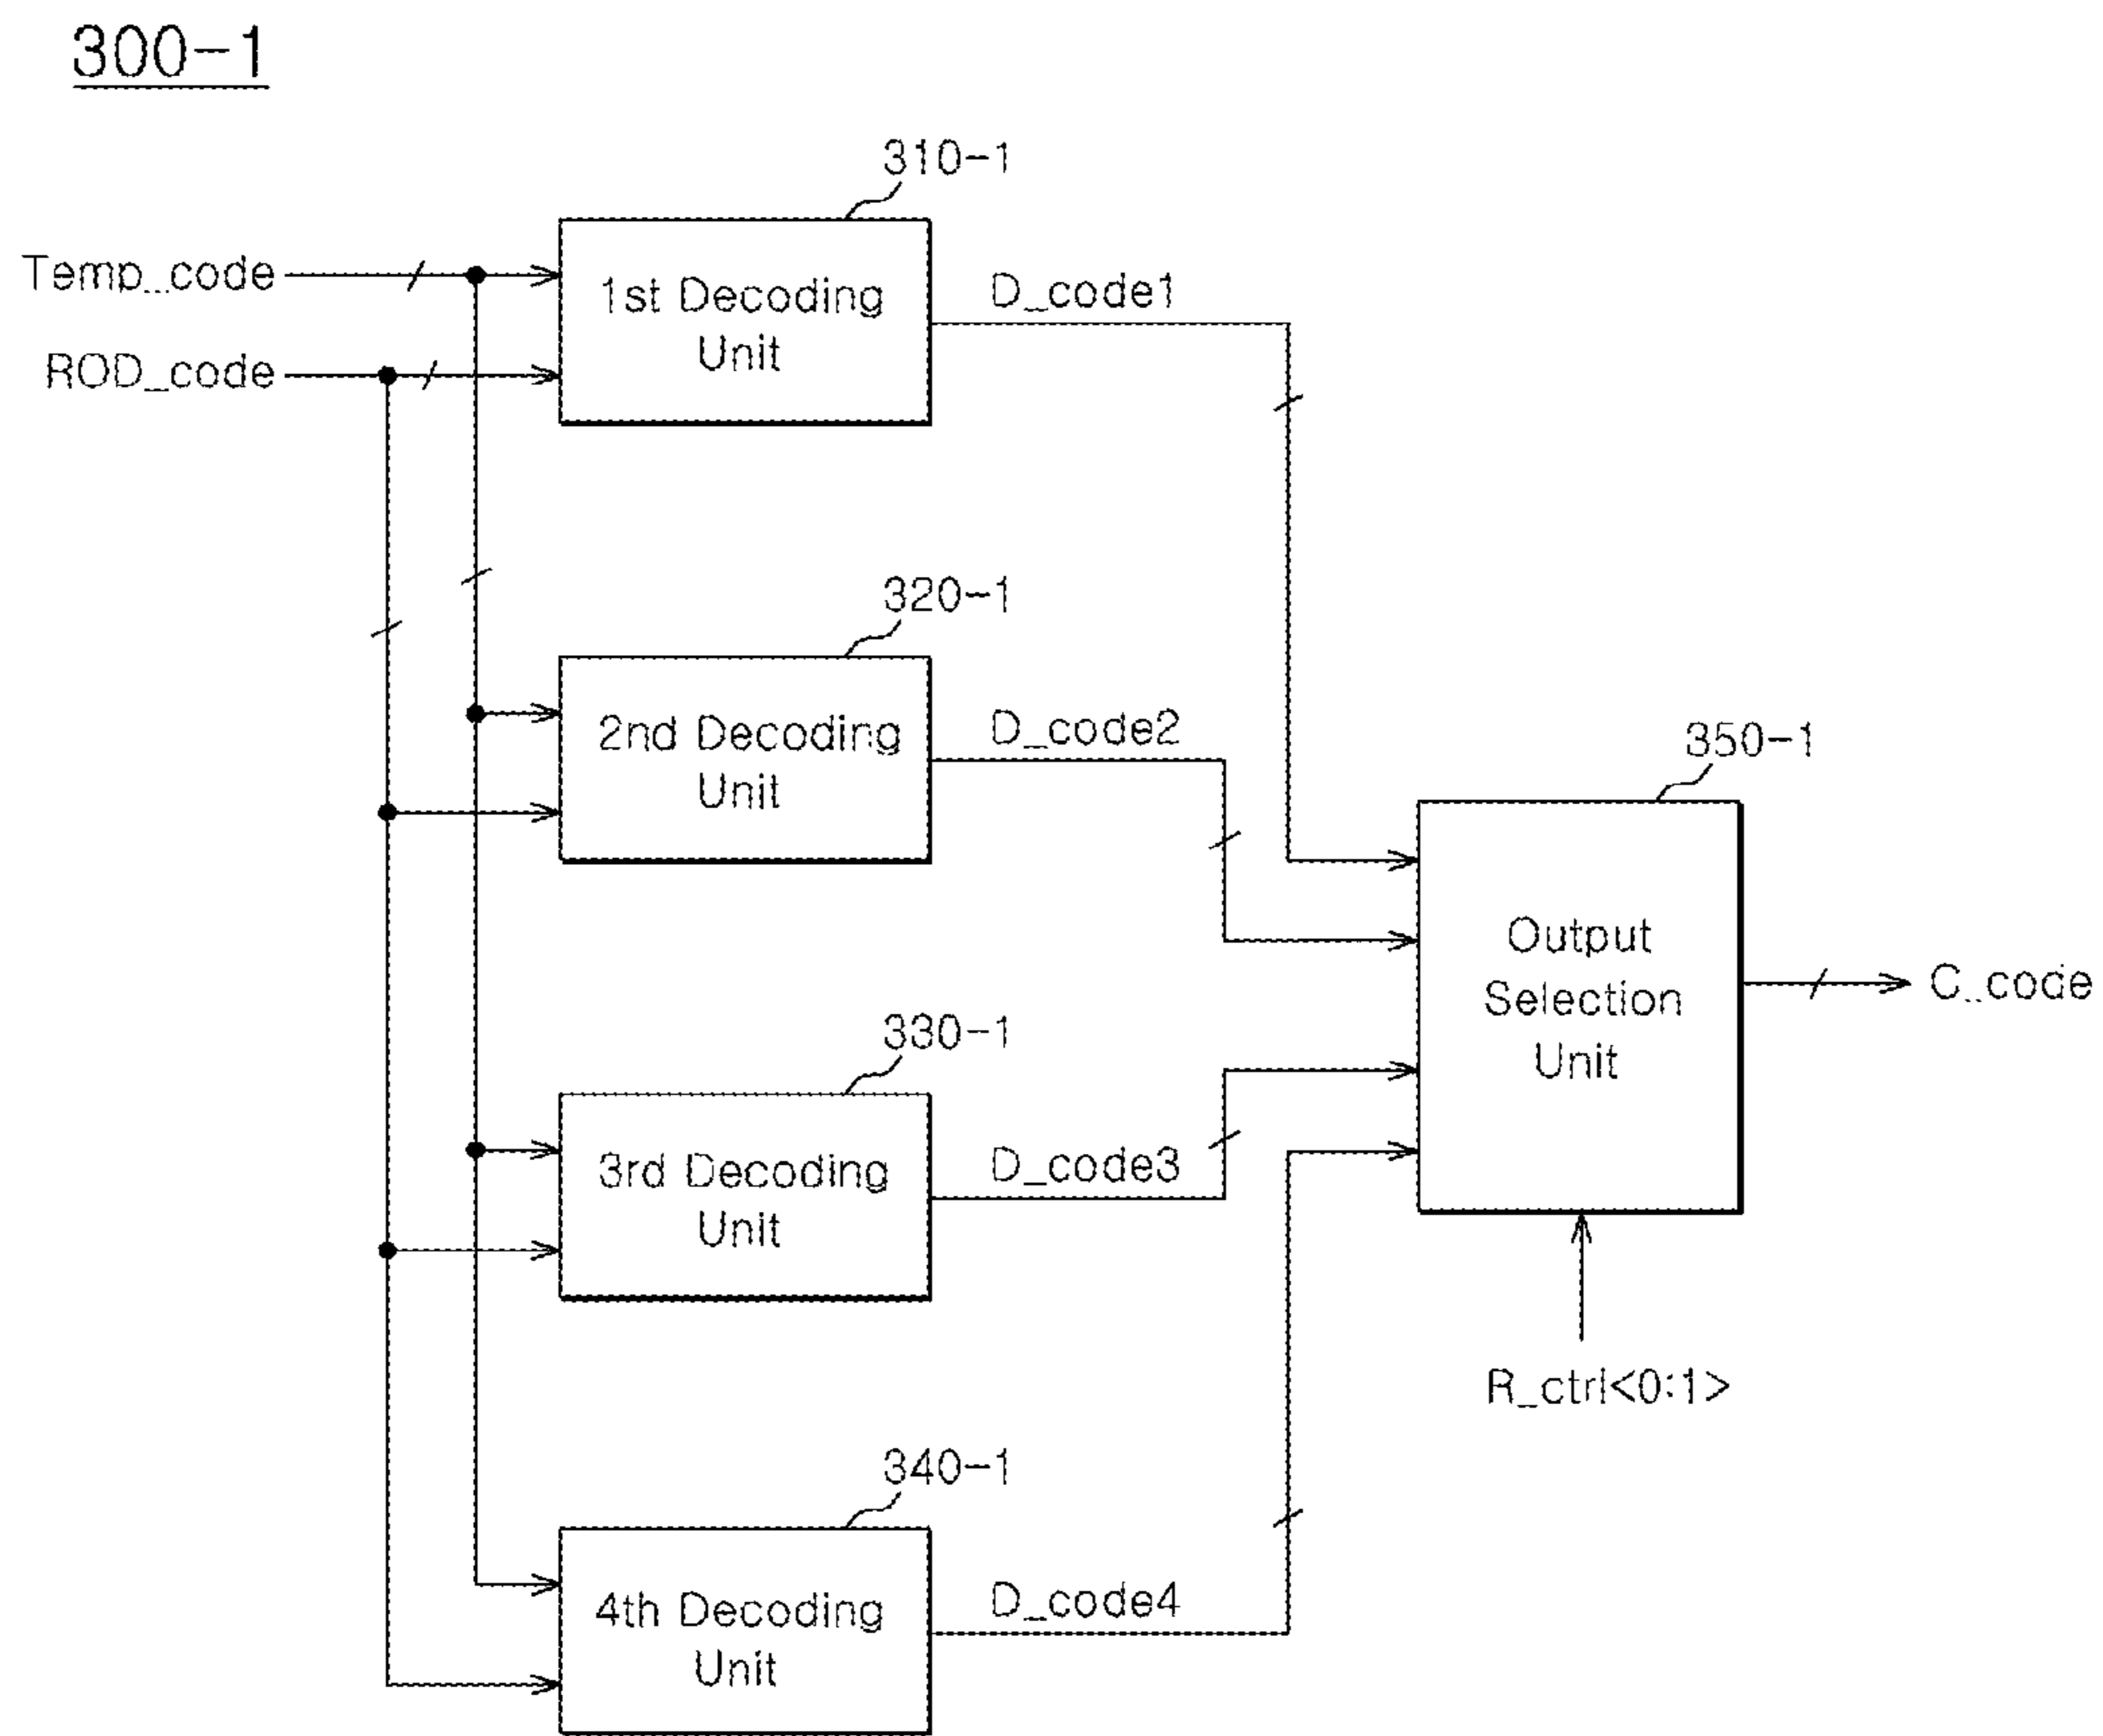 300-1
310-1
Temp_code
1st Decoding
Unit
D_code1
ROD_code
320-1
2nd Decoding
Unit
D_code2
350-1
Output
Selection
Unit
C_code
330-1
3rd Decoding
Unit
D_code3
R_ctrl<0:1>
340-1
4th Decoding
Unit
D_code4